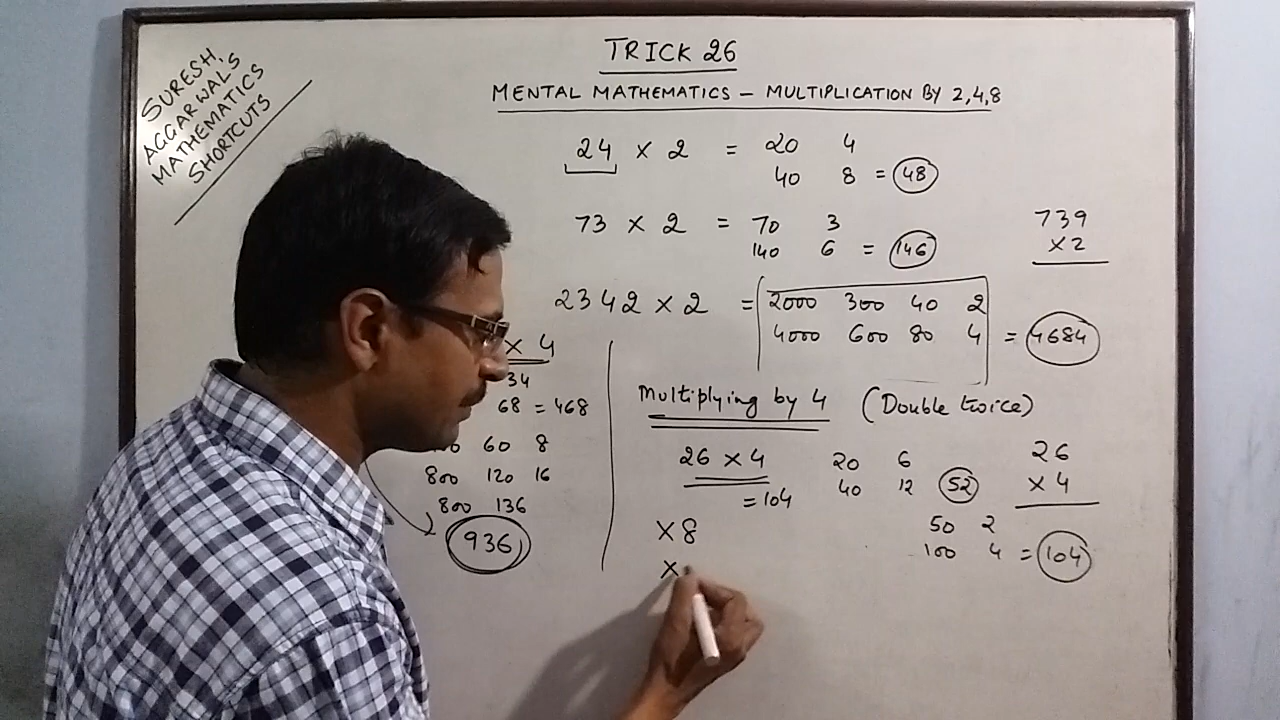 SURESH
AGGARWAL'S
MATHEMATICS
SHORTCUTS
TRICK 26
MENTAL MATHEMATICS – MULTIPLICATION BY 2,4,8
24 × 2 = 20 4
40 8 = 48
73 × 2 = 70 3
140 6 = 146
739
×2
2342 × 2 = 2000 300 40 2
4000 600 80 4 = 4684
× 4
34
68 = 468
60 8
800 120 16
800 136
936
Multiplying by 4 (Double twice)
26 × 4 20 6
= 104 40 12 52
26
× 4
50 2
100 4 = 104
× 8
×